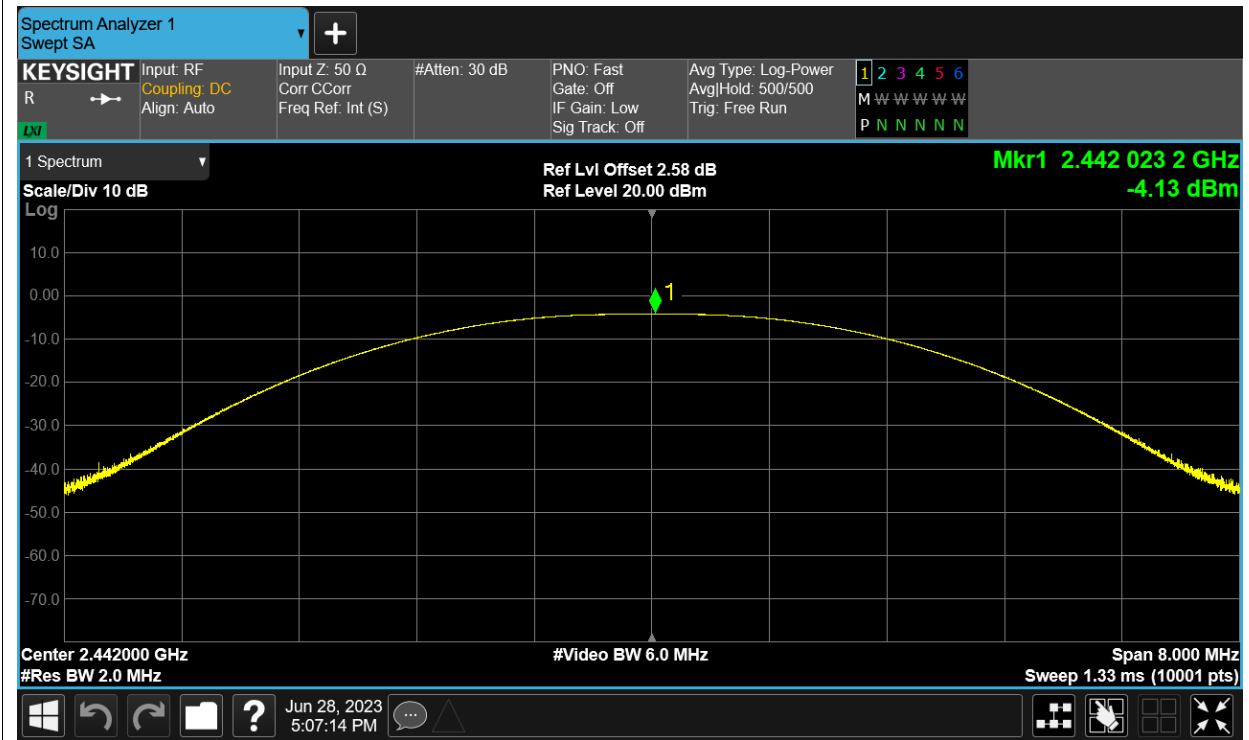 Spectrum Analyzer 1
Swept SA
KEYSIGHT
R
LXI
Input: RF
Coupling: DC
Align: Auto
Input Z: 50 Ω
Corr CCorr
Freq Ref: Int (S)
#Atten: 30 dB
PNO: Fast
Gate: Off
IF Gain: Low
Sig Track: Off
Avg Type: Log-Power
Avg|Hold: 500/500
Trig: Free Run
1 2 3 4 5 6
M W W W W W
P N N N N N
1 Spectrum
Scale/Div 10 dB
Ref Lvl Offset 2.58 dB
Ref Level 20.00 dBm
Mkr1 2.442 023 2 GHz
-4.13 dBm
Log
10.0
0.00
-10.0
-20.0
-30.0
-40.0
-50.0
-60.0
-70.0
1
Center 2.442000 GHz
#Video BW 6.0 MHz
Span 8.000 MHz
#Res BW 2.0 MHz
Sweep 1.33 ms (10001 pts)
?
Jun 28, 2023
5:07:14 PM